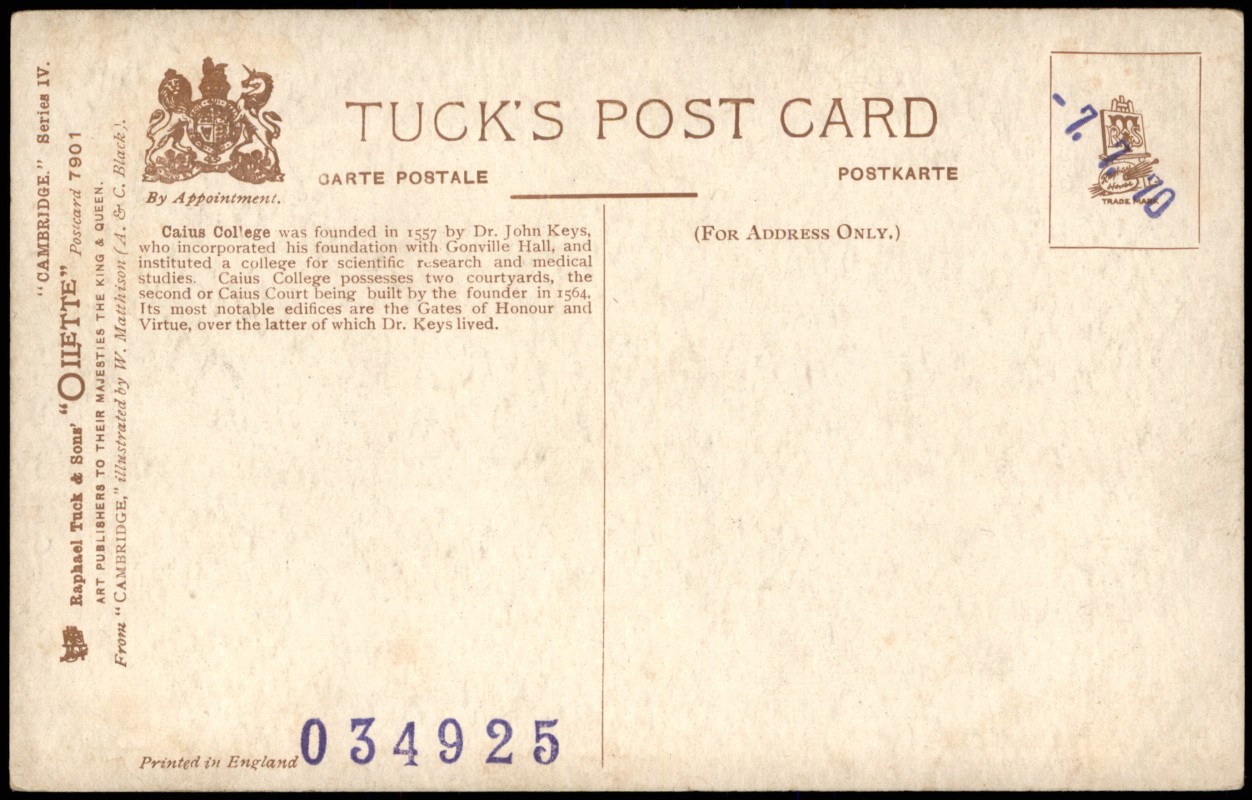 "CAMBRIDGE." Series IV.
Raphael Tuck & Sons' "OILETTE" Postcard 7901
ART PUBLISHERS TO THEIR MAJESTIES THE KING & QUEEN.
From "CAMBRIDGE," illustrated by W. Matthison (A. & C. Black).
By Appointment.
TUCK'S POST CARD
CARTE POSTALE
POSTKARTE
Caius College was founded in 1557 by Dr. John Keys,
who incorporated his foundation with Gonville Hall, and
instituted a college for scientific research and medical
studies. Caius College possesses two courtyards, the
second or Caius Court being built by the founder in 1564.
Its most notable edifices are the Gates of Honour and
Virtue, over the latter of which Dr. Keys lived.
(FOR ADDRESS ONLY.)
RTS
House
TRADE MARK
- 7. 7. 70
Printed in England
034925